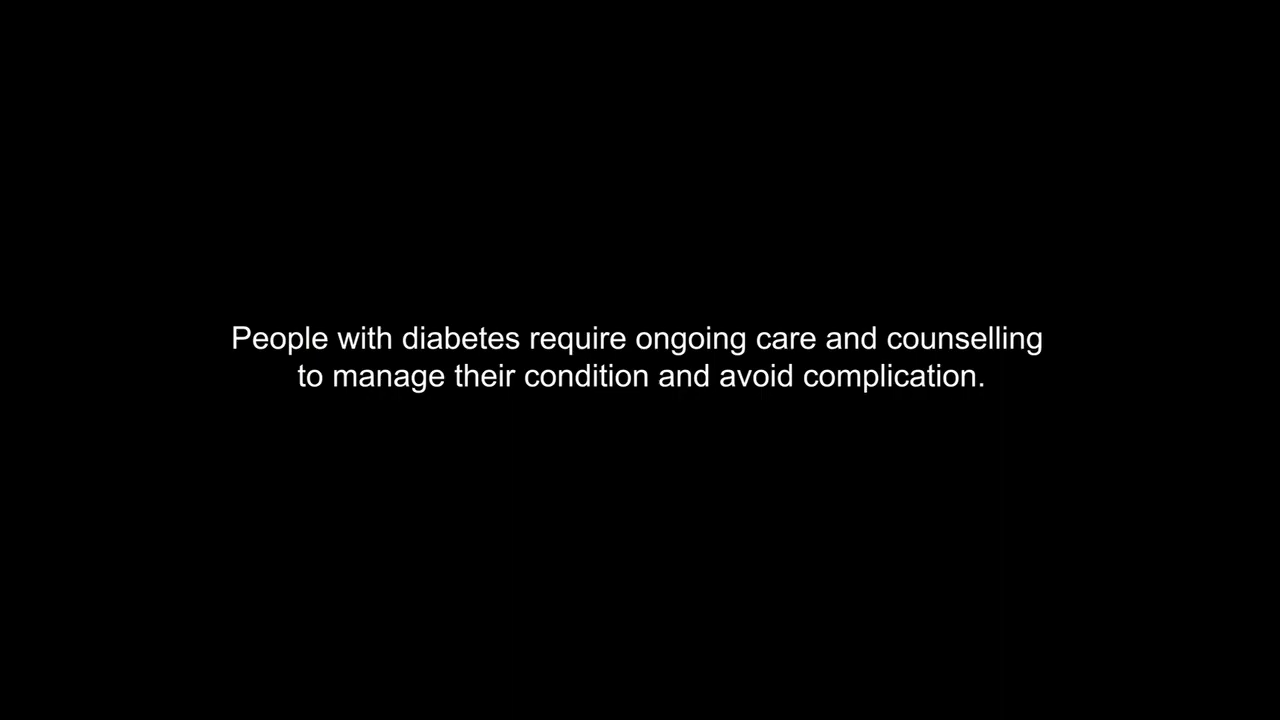 People with diabetes require ongoing care and counselling
to manage their condition and avoid complication.